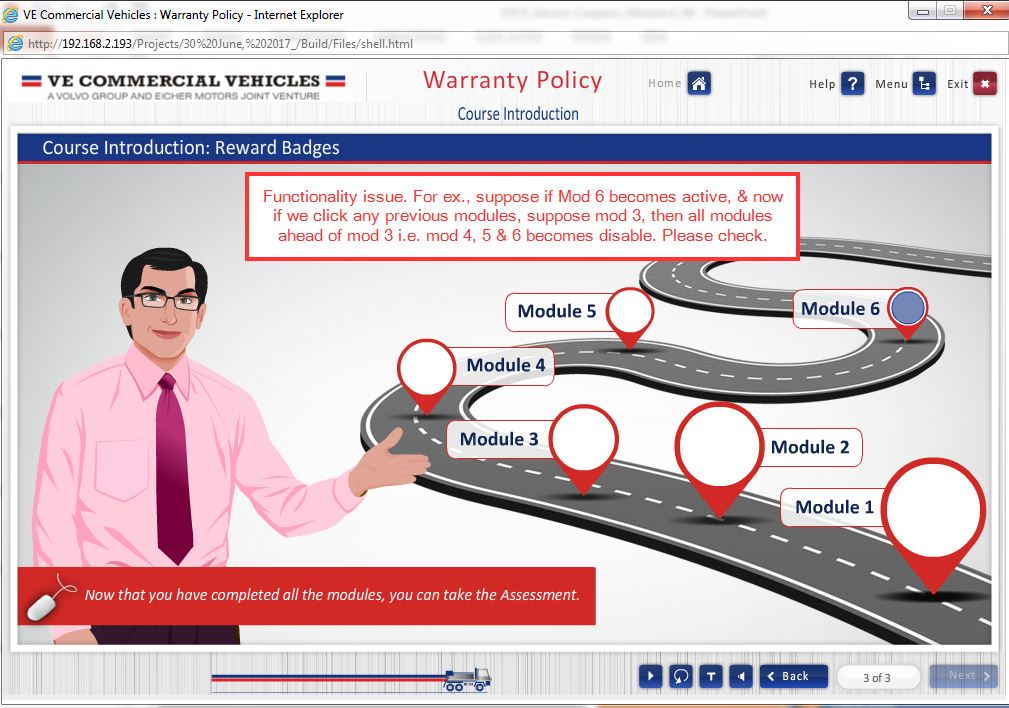 VE Commercial Vehicles : Warranty Policy - Internet Explorer
http://192.168.2.193/Projects/30%20June,%202017_/Build/Files/shell.html
VE COMMERCIAL VEHICLES
A VOLVO GROUP AND EICHER MOTORS JOINT VENTURE
Warranty Policy
Course Introduction
Home
Help ?
Menu
Exit
Course Introduction: Reward Badges
Functionality issue. For ex., suppose if Mod 6 becomes active, & now
if we click any previous modules, suppose mod 3, then all modules
ahead of mod 3 i.e. mod 4, 5 & 6 becomes disable. Please check.
Module 5
Module 6
Module 4
Module 3
Module 2
Module 1
Now that you have completed all the modules, you can take the Assessment.
T
Back
3 of 3
Next